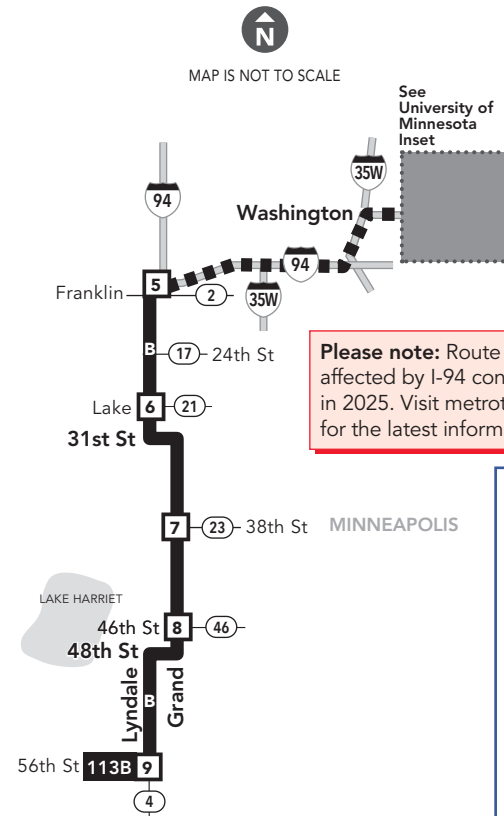 N
MAP IS NOT TO SCALE
See
University of
Minnesota
Inset
94
35W
Washington
94
5
Franklin
2
35W
B
17
24th St
Please note: Route
affected by I-94 con
in 2025. Visit metrot
for the latest inform
Lake
6
21
31st St
7
23
38th St
MINNEAPOLIS
LAKE HARRIET
46th St
8
46
48th St
Lyndale
B
Grand
56th St
113B
9
4